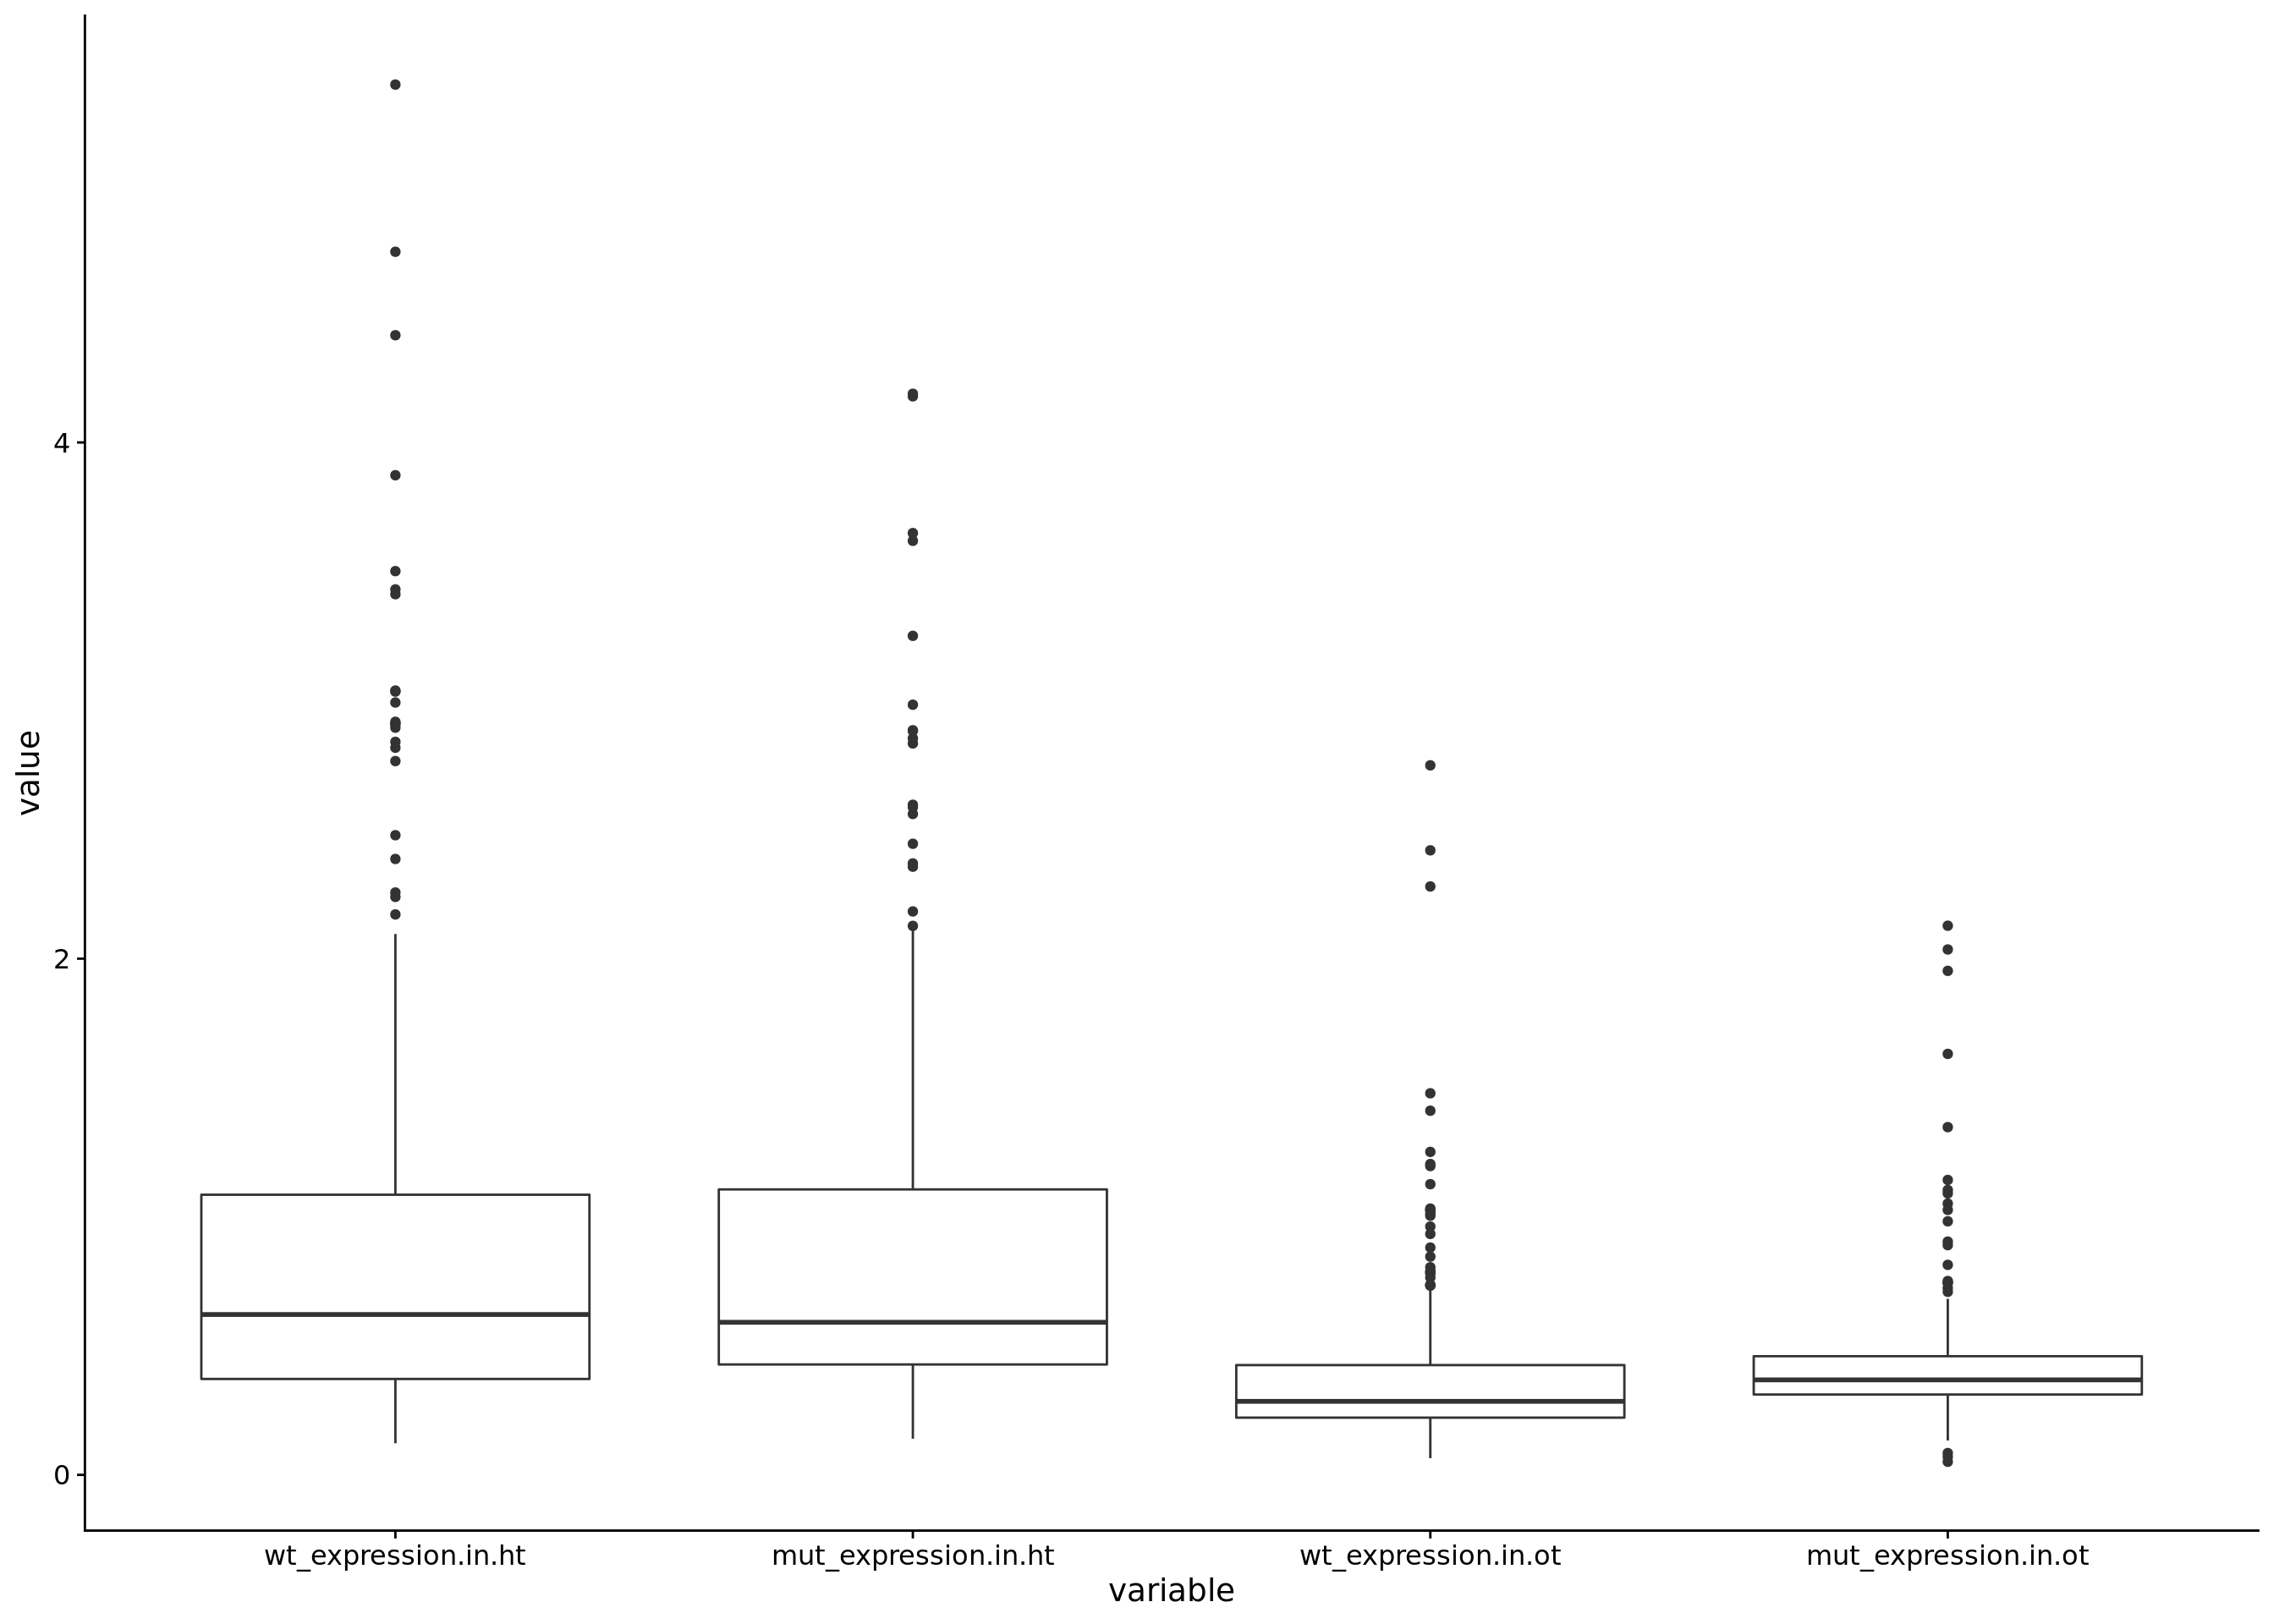 value
4
2
0
wt_expression.in.ht
mut_expression.in.ht
wt_expression.in.ot
mut_expression.in.ot
variable